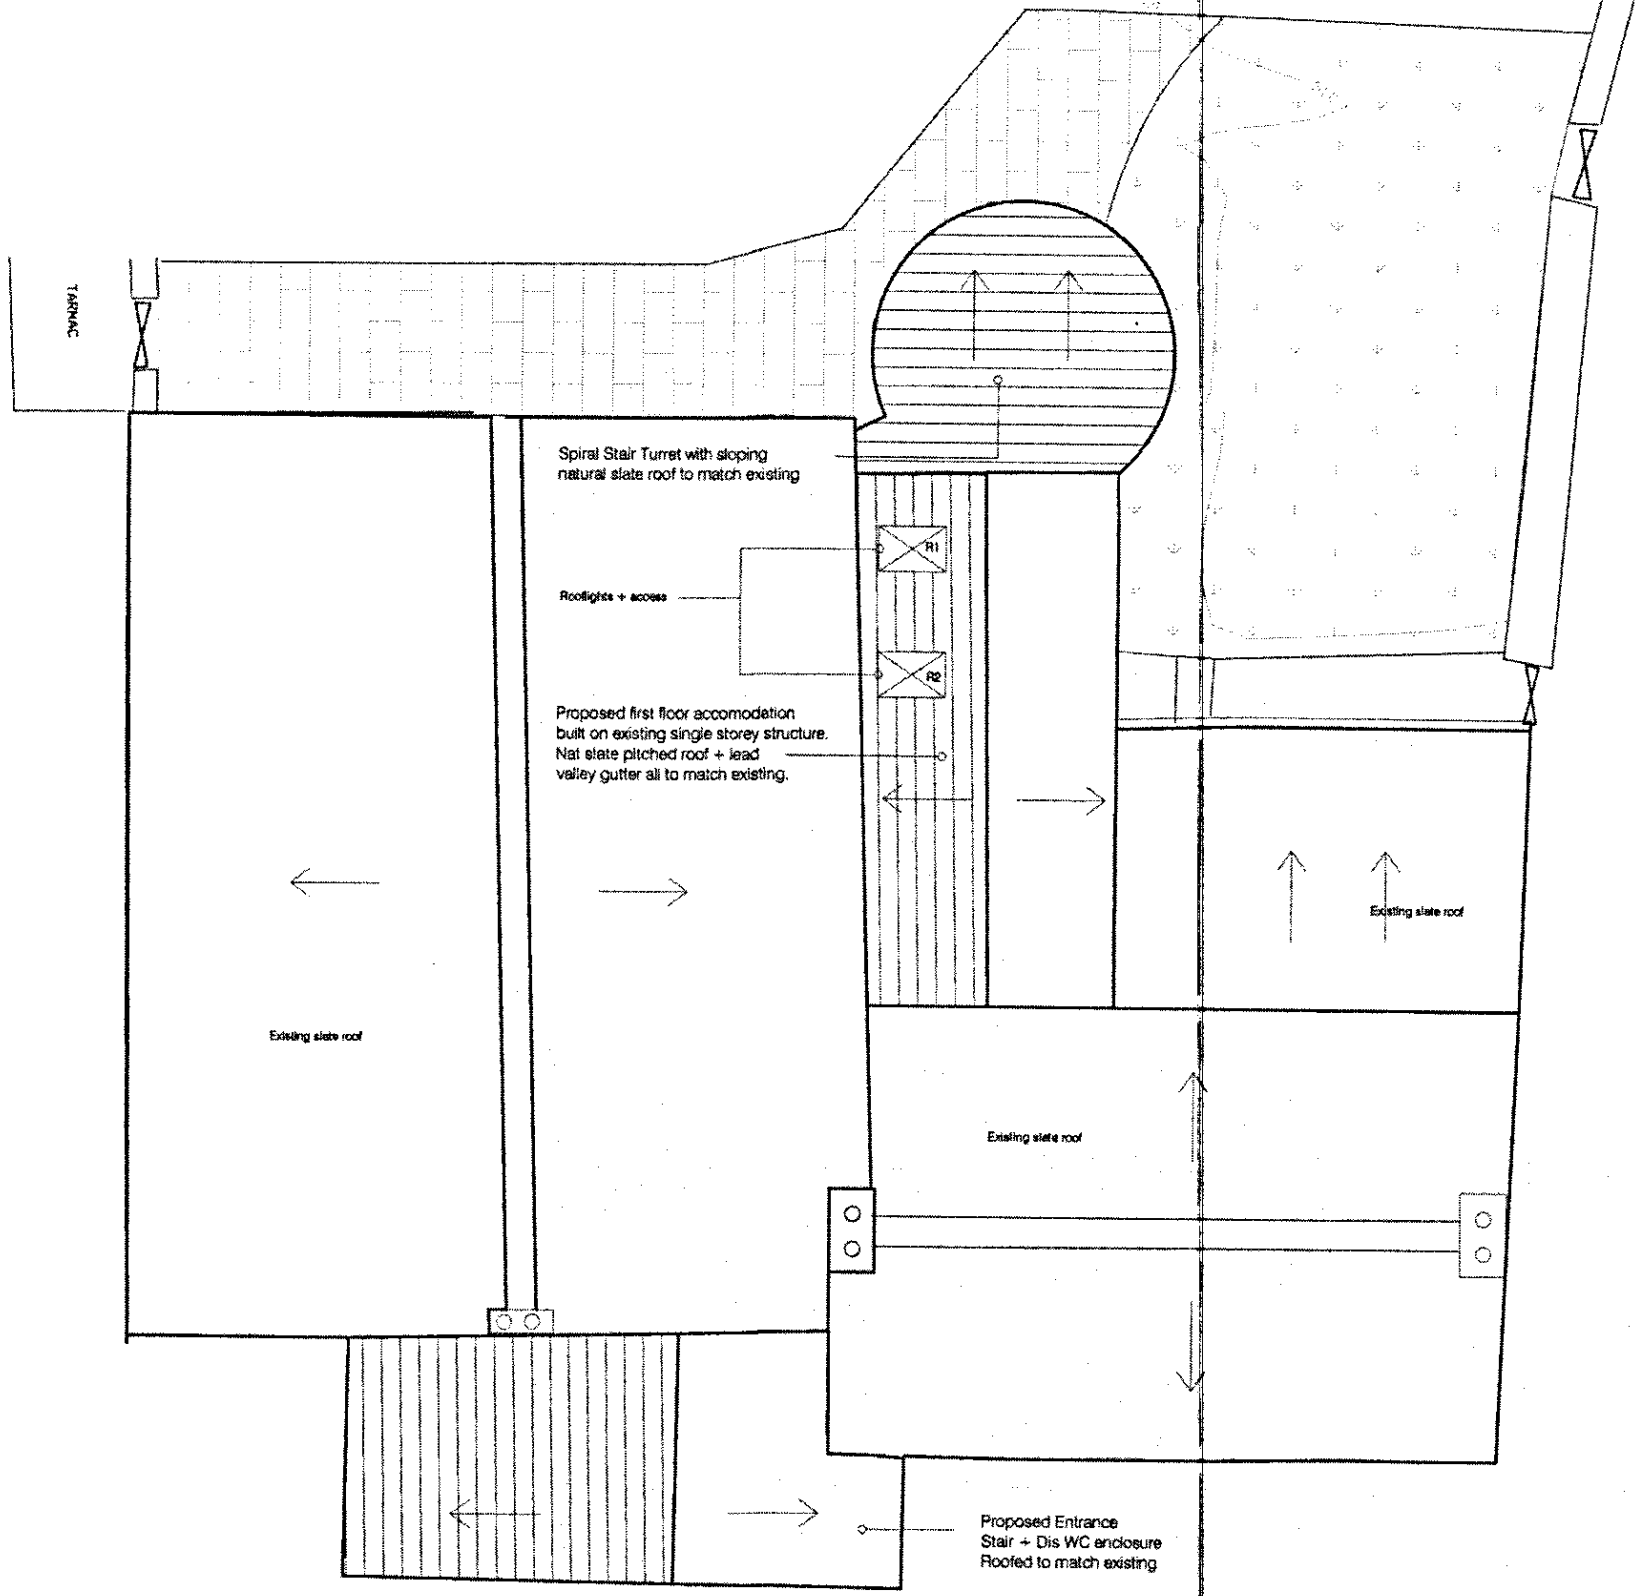 TARMAC
Spiral Stair Turret with sloping
natural slate roof to match existing
R1
Rooflights + access
R2
Proposed first floor accomodation
built on existing single storey structure.
Nat slate pitched roof + lead
valley gutter all to match existing.
Existing slate roof
Existing slate roof
Existing slate roof
Proposed Entrance
Stair + Dis WC enclosure
Roofed to match existing